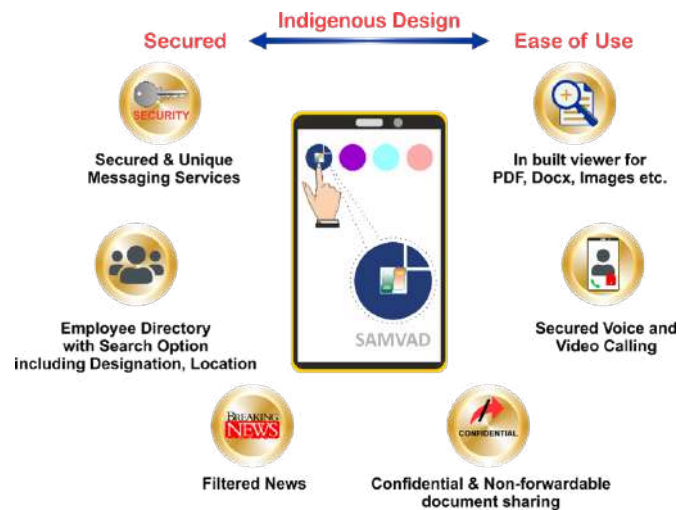 Indigenous Design
Secured
Ease of Use
SECURITY
Secured & Unique
Messaging Services
In built viewer for
PDF, Docx, Images etc.
Employee Directory
with Search Option
including Designation, Location
SAMVAD
Secured Voice and
Video Calling
BREAKING
NEWS
Filtered News
CONFIDENTIAL
Confidential & Non-forwardable
document sharing